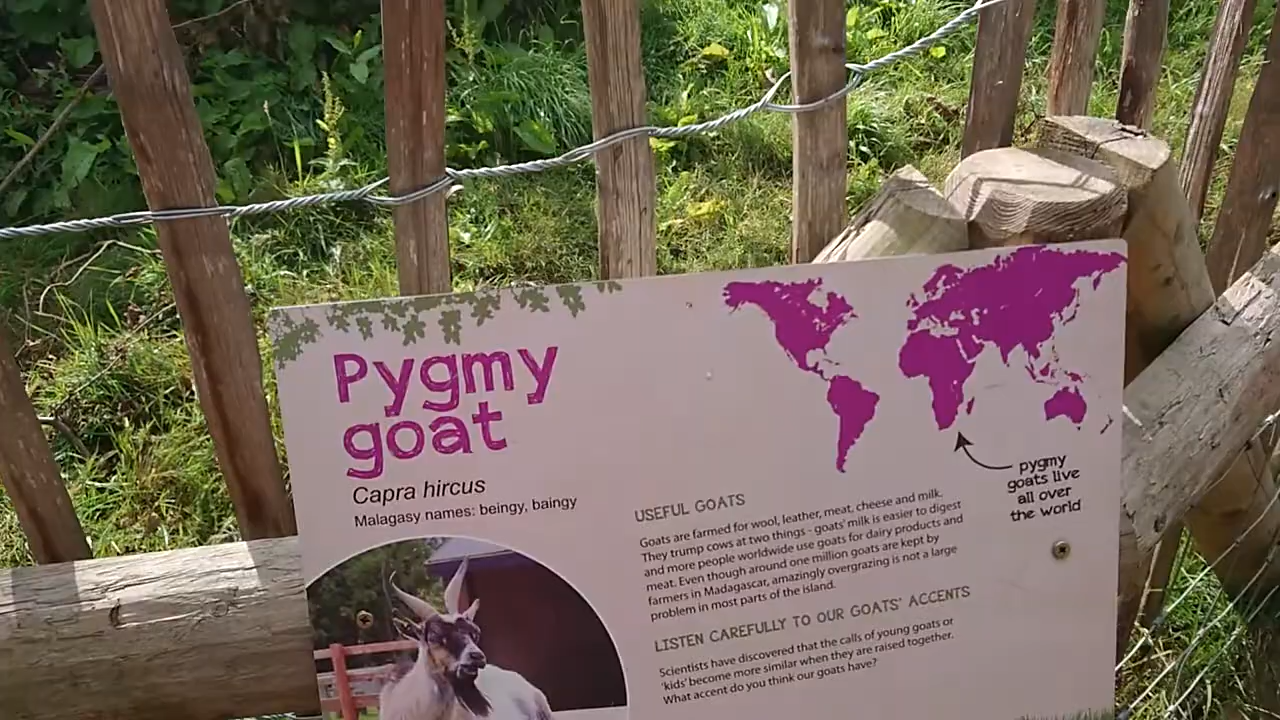 Pygmy
goat
Capra hircus
Malagasy names: beingy, baingy
pygmy
goats live
all over
the world
USEFUL GOATS
Goats are farmed for wool, leather, meat, cheese and milk.
They trump cows at two things - goats' milk is easier to digest
and more people worldwide use goats for dairy products and
meat. Even though around one million goats are kept by
farmers in Madagascar, amazingly overgrazing is not a large
problem in most parts of the island.
LISTEN CAREFULLY TO OUR GOATS' ACCENTS
Scientists have discovered that the calls of young goats or
'kids' become more similar when they are raised together.
What accent do you think our goats have?